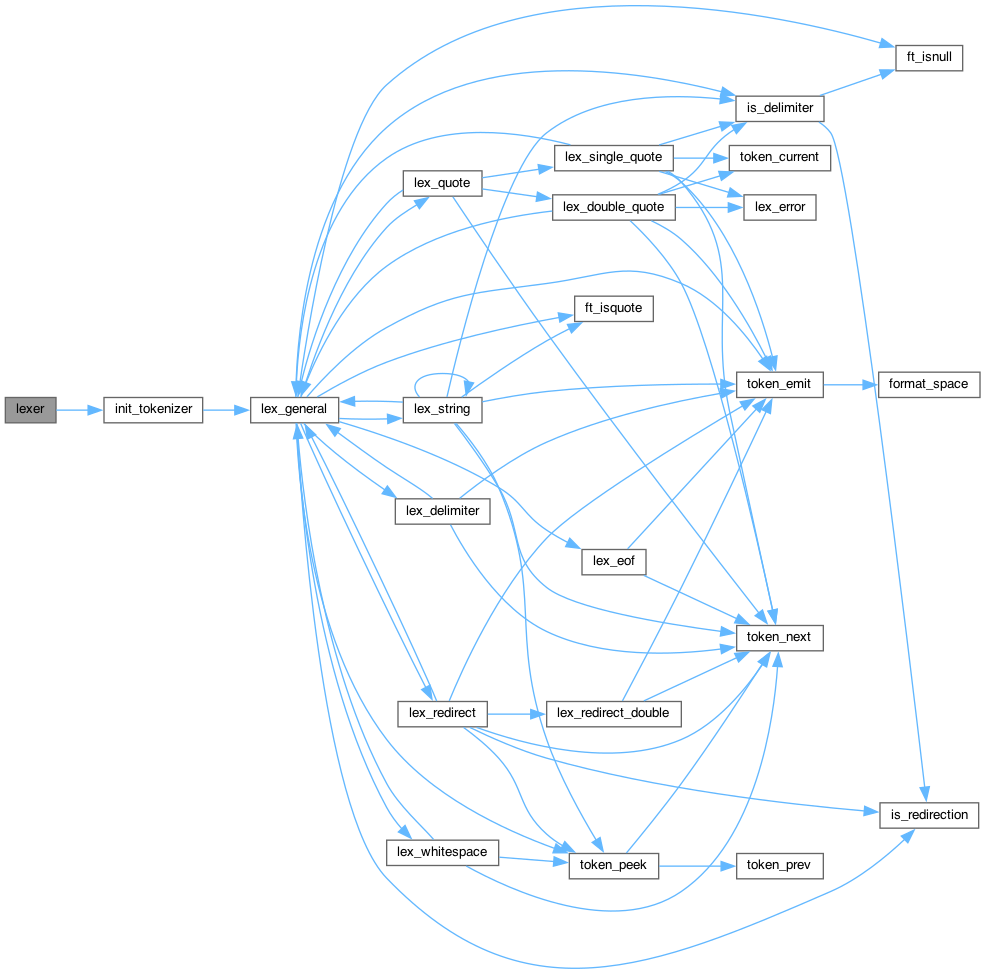 lexer
init_tokenizer
lex_general
lex_quote
lex_string
lex_delimiter
lex_redirect
lex_whitespace
lex_single_quote
lex_double_quote
ft_isquote
lex_eof
lex_redirect_double
token_peek
is_delimiter
token_current
lex_error
token_emit
token_next
token_prev
ft_isnull
format_space
is_redirection